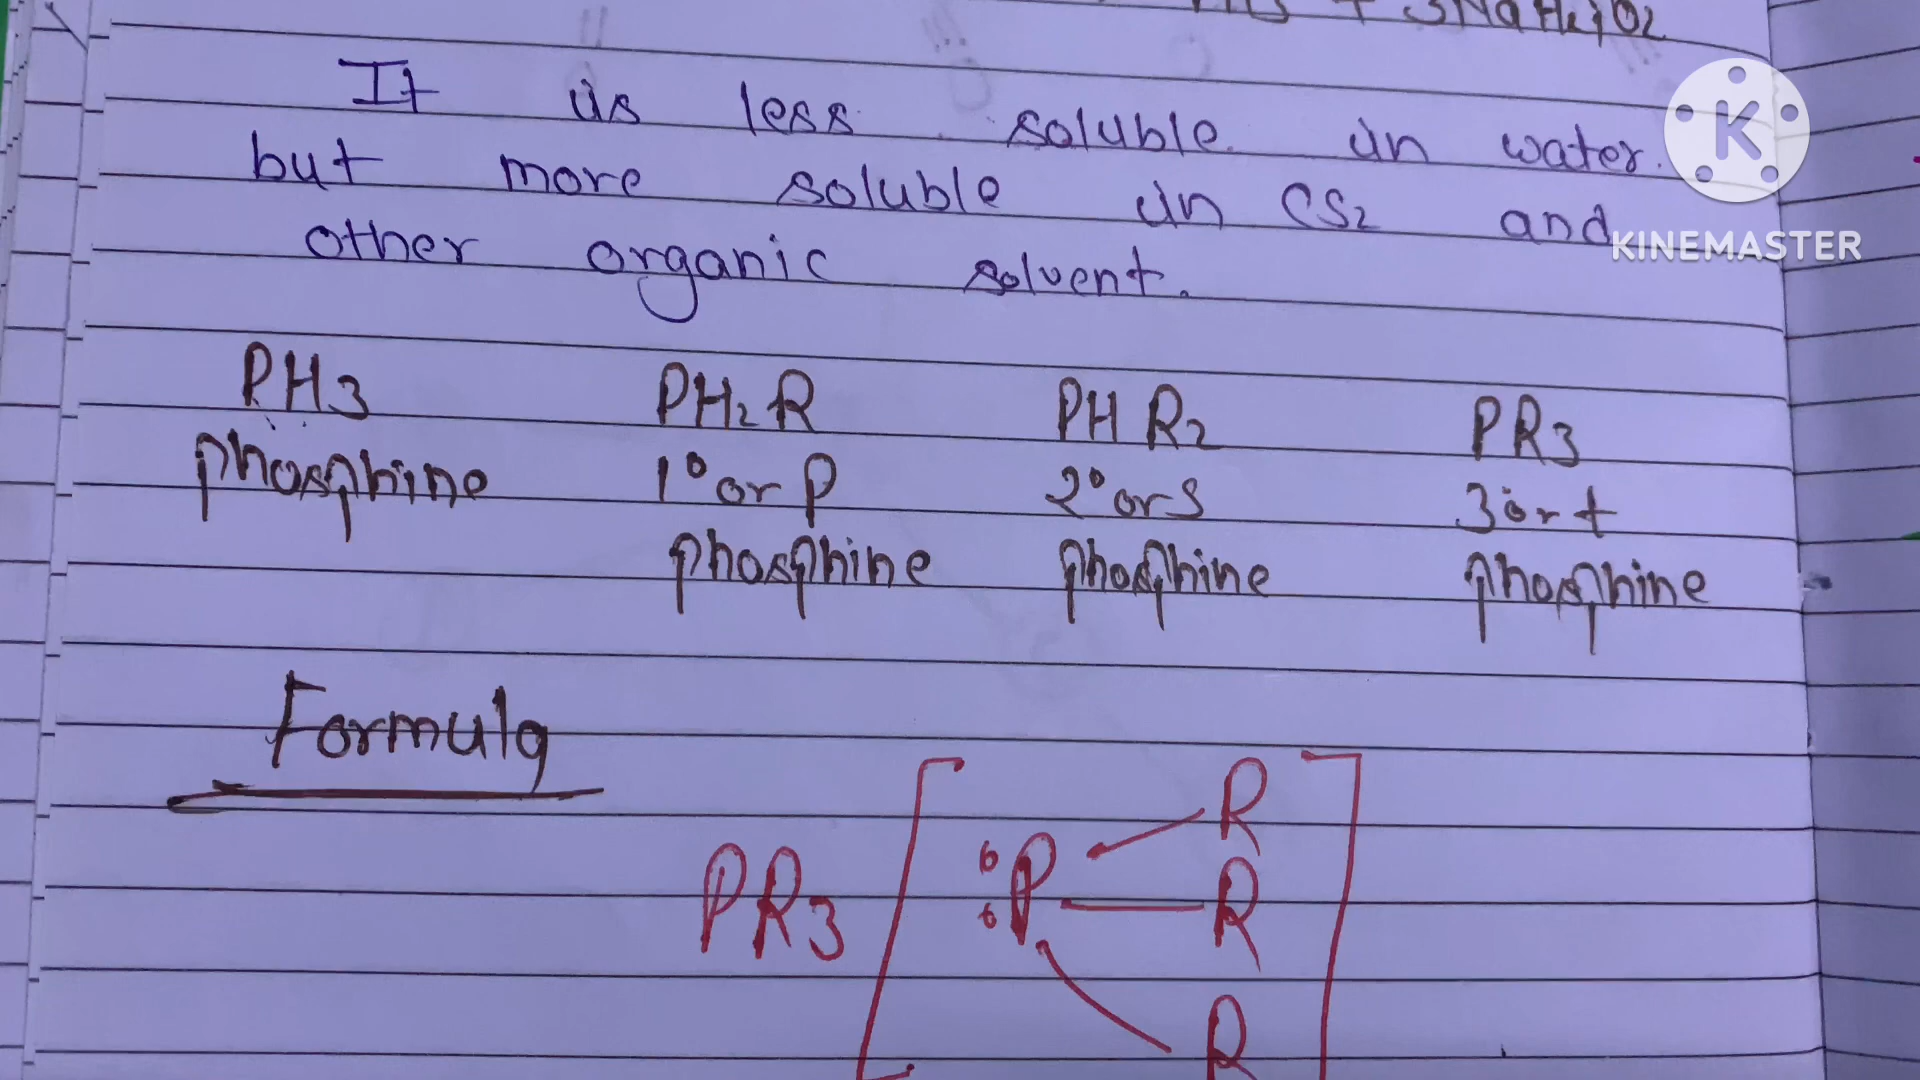 3NaH2PO2
It is less soluble in water.
but more soluble in CS2 and
other organic solvent.
K
KINEMASTER
PH3 PH2R PHR2 PR3
phosphine 1° or P 2° or S 3° or t
phosphine phosphine phosphine
Formula
PR3 P R
R
R